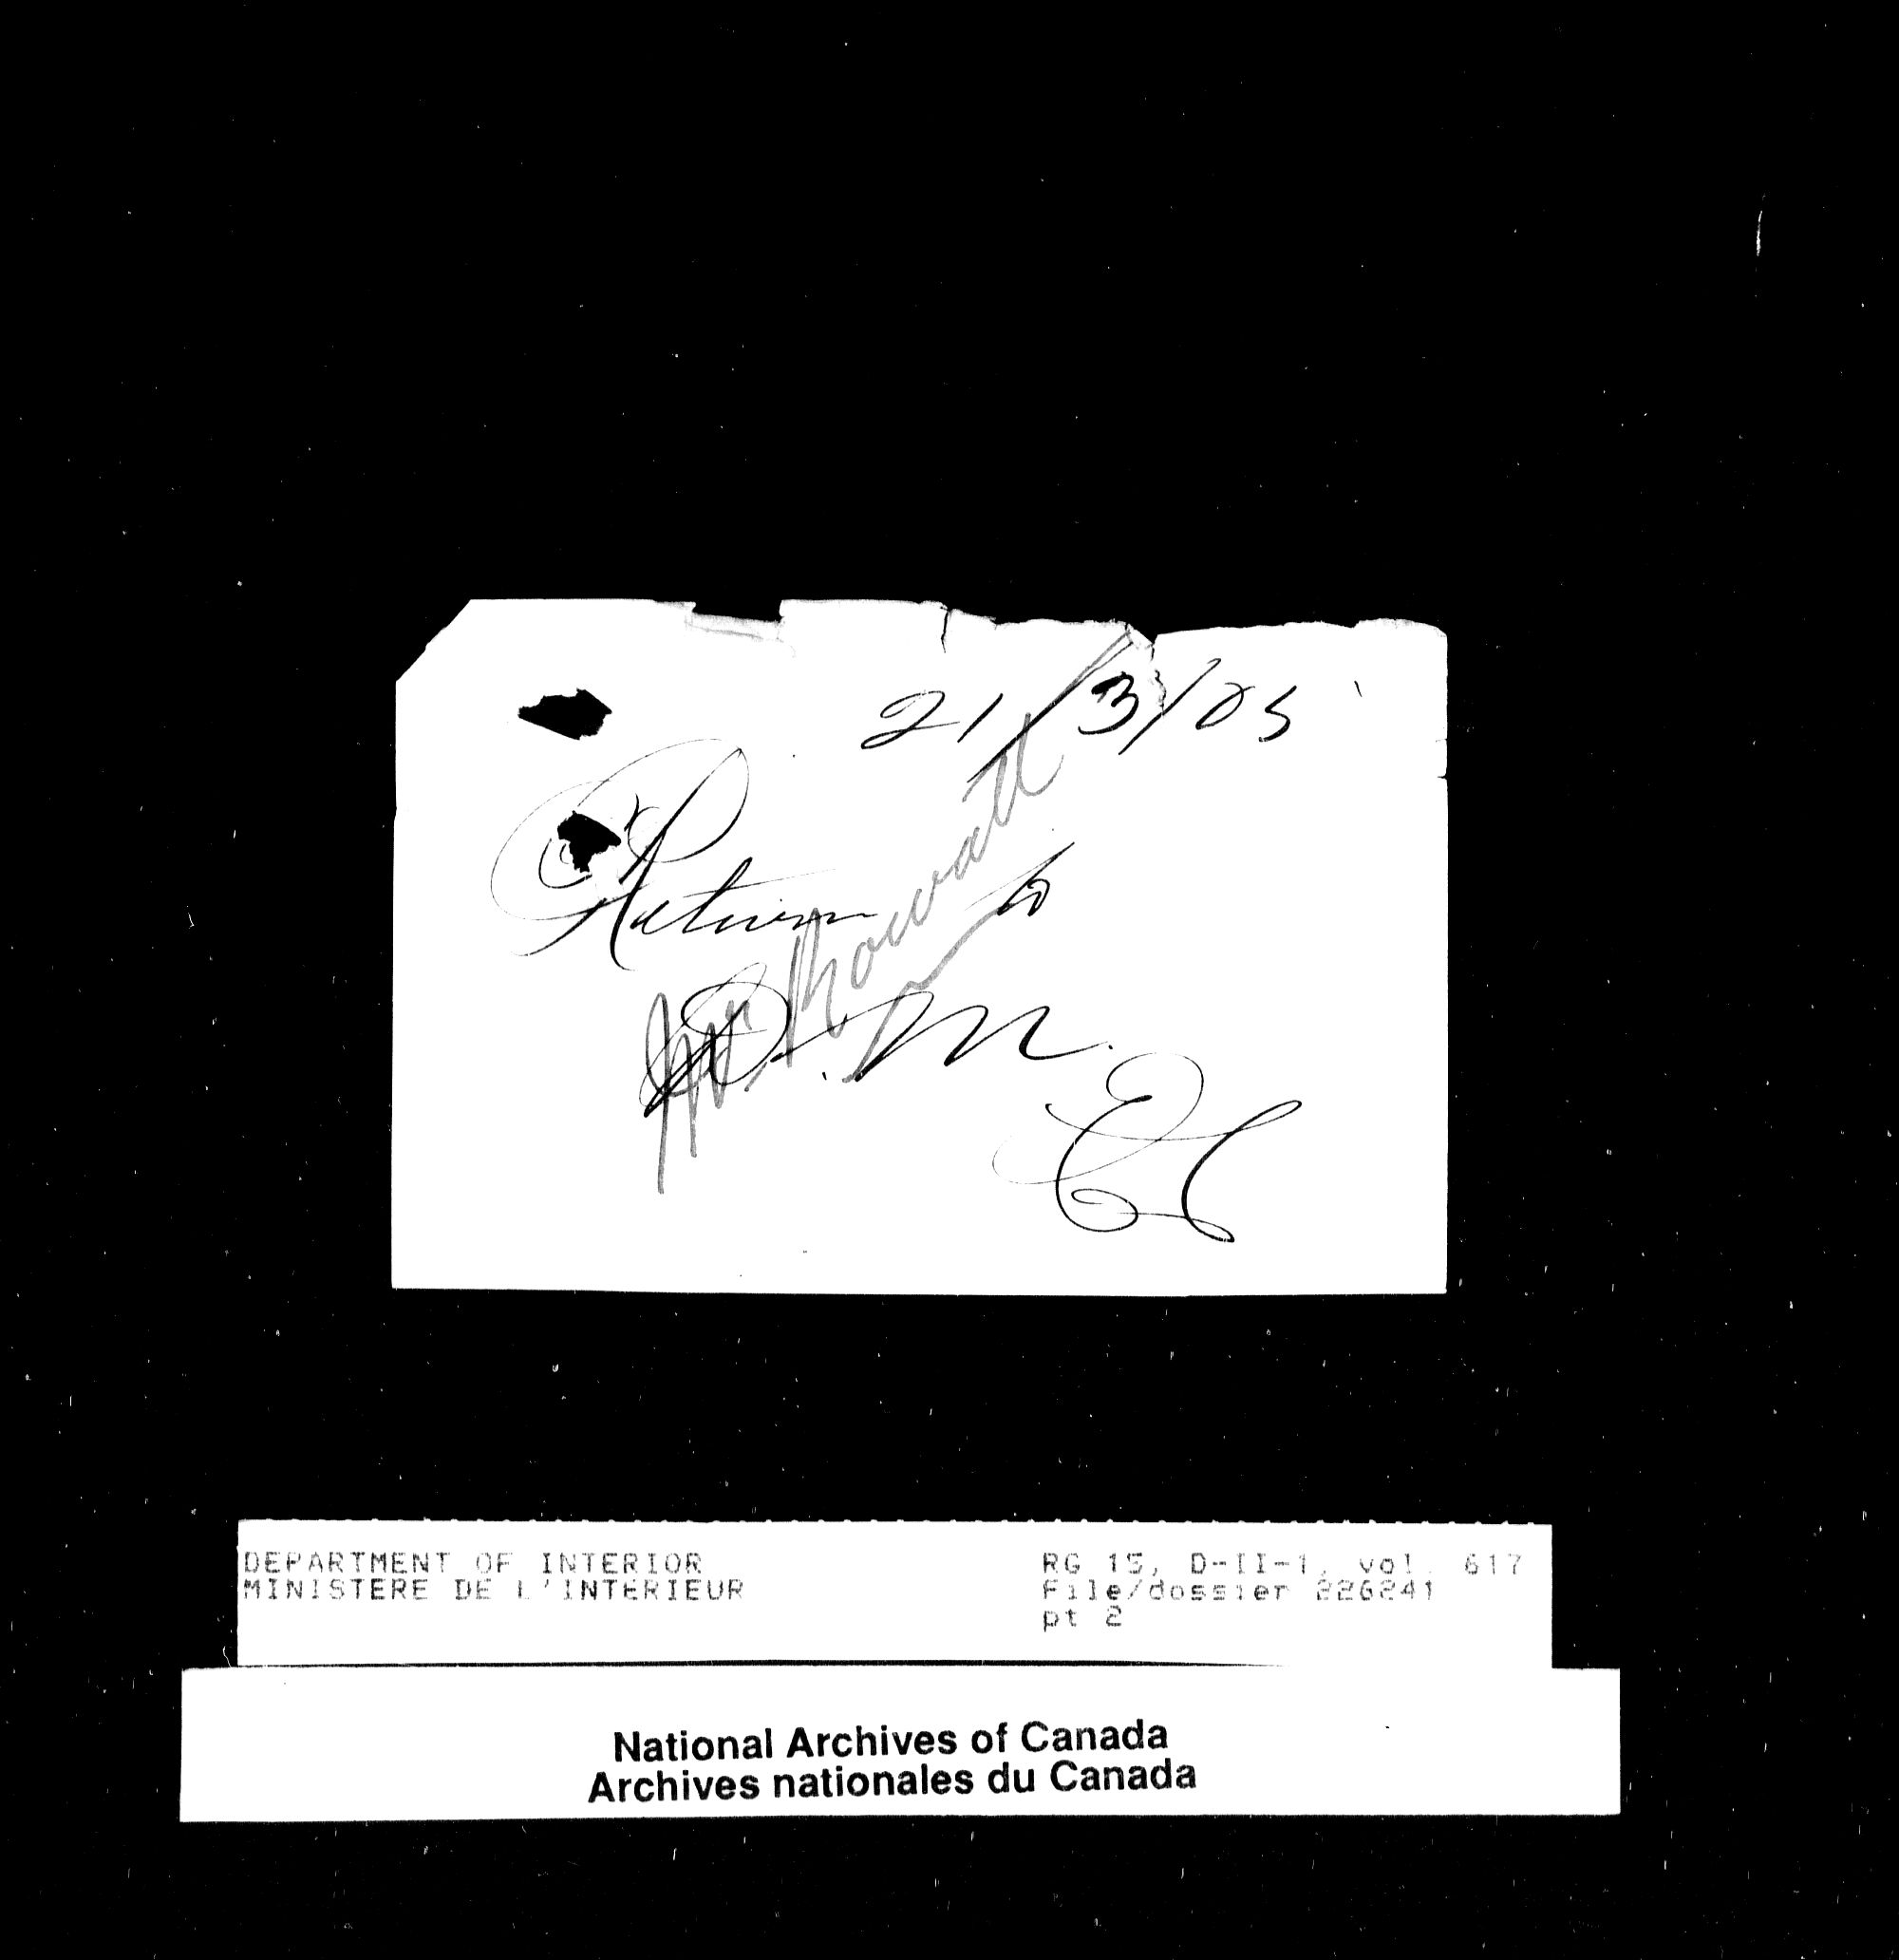 21/3/05
Return to
D. M.
DEPARTMENT OF INTERIOR
MINISTERE DE L'INTERIEUR
RG 15, D-II-1, vol. 617
File/dossier 226241
pt 2
National Archives of Canada
Archives nationales du Canada